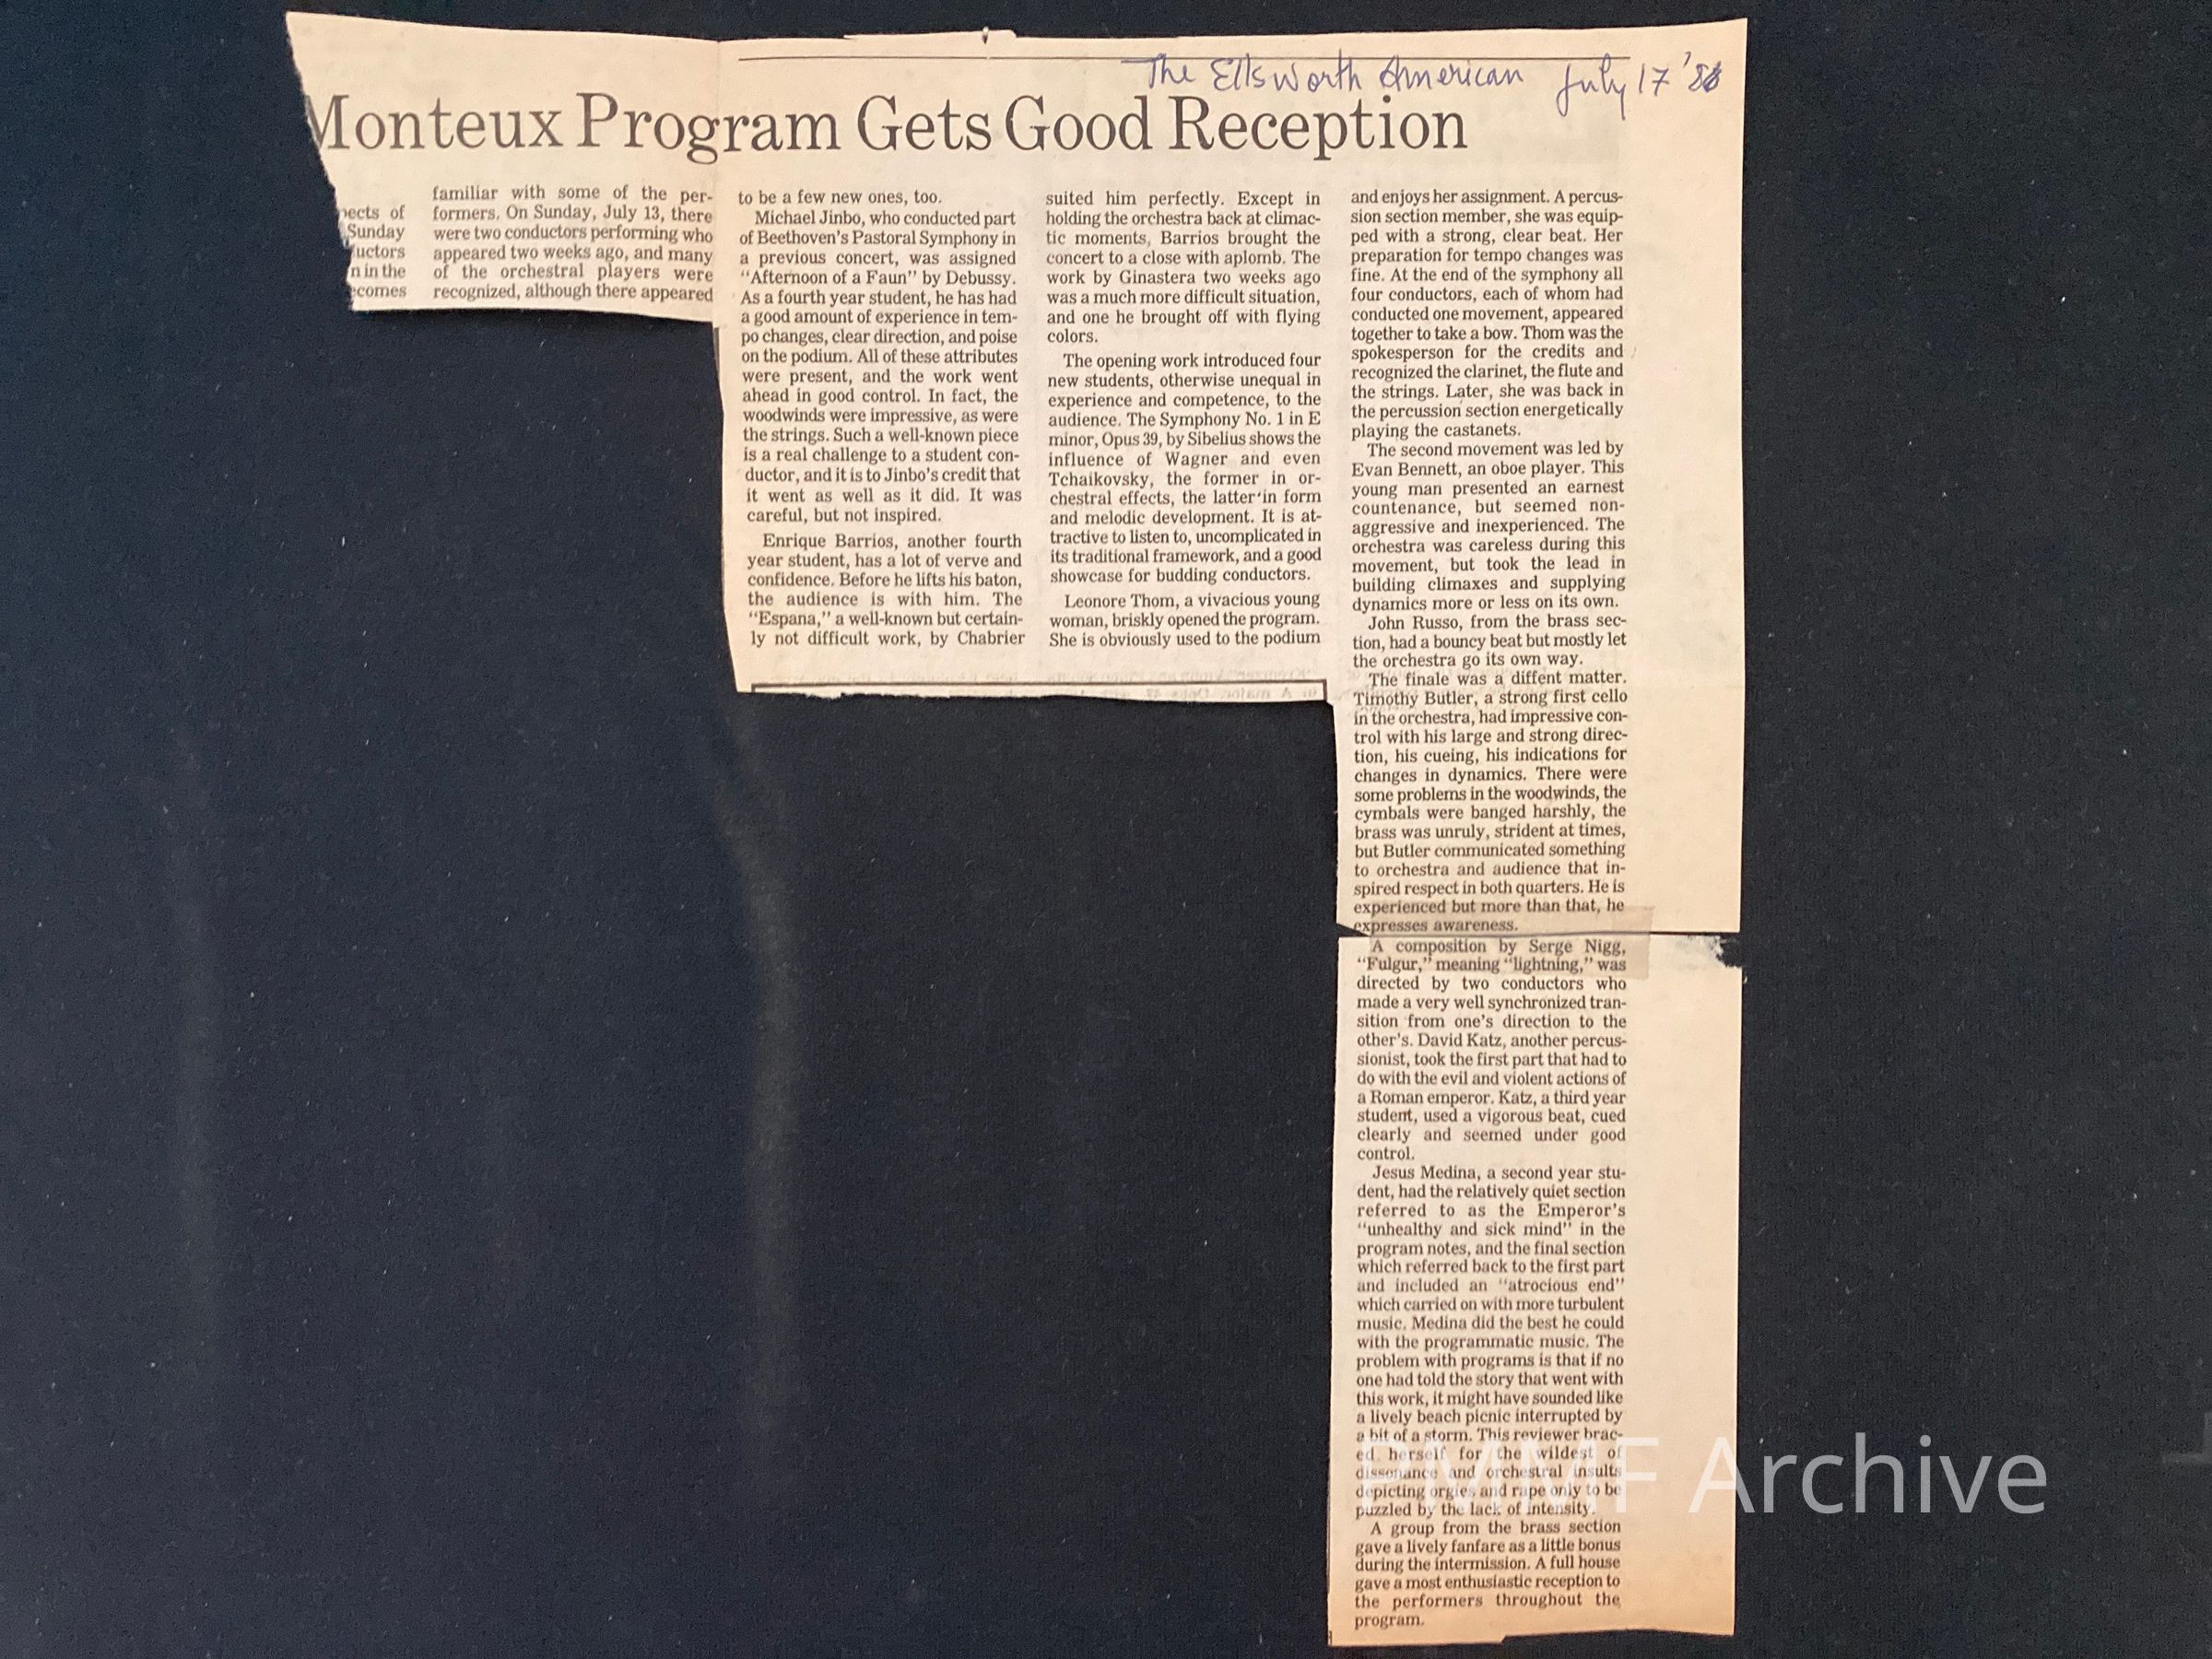 The Ellsworth American July 17 '86
Monteux Program Gets Good Reception
of
Sunday
n in the
familiar with some of the per-
formers. On Sunday, July 13, there
were two conductors performing who
appeared two weeks ago, and many
of the orchestral players were
recognized, although there appeared
to be a few new ones, too.
Michael Jinbo, who conducted part
of Beethoven's Pastoral Symphony in
a previous concert, was assigned
"Afternoon of a Faun" by Debussy.
As a fourth year student, he has had
a good amount of experience in tem-
po changes, clear direction, and poise
on the podium. All of these attributes
were present, and the work went
ahead in good control. In fact, the
woodwinds were impressive, as were
the strings. Such a well-known piece
is a real challenge to a student con-
ductor, and it is to Jinbo's credit that
it went as well as it did. It was
careful, but not inspired.
Enrique Barrios, another fourth
year student, has a lot of verve and
confidence. Before he lifts his baton,
the audience is with him. The
"Espana," a well-known but certain-
ly not difficult work, by Chabrier
suited him perfectly. Except in
holding the orchestra back at climac-
tic moments, Barrios brought the
concert to a close with aplomb. The
work by Ginastera two weeks ago
was a much more difficult situation,
and one he brought off with flying
colors.
The opening work introduced four
new students, otherwise unequal in
experience and competence, to the
audience. The Symphony No. 1 in E
minor, Opus 39, by Sibelius shows the
influence of Wagner and even
Tchaikovsky, the former in or-
chestral effects, the latter in form
and melodic development. It is at-
tractive to listen to, uncomplicated in
its traditional framework, and a good
showcase for budding conductors.
Leonore Thom, a vivacious young
woman, briskly opened the program.
She is obviously used to the podium
and enjoys her assignment. A percus-
sion section member, she was equip-
ped with a strong, clear beat. Her
preparation for tempo changes was
fine. At the end of the symphony all
four conductors, each of whom had
conducted one movement, appeared
together to take a bow. Thom was the
spokesperson for the credits and
recognized the clarinet, the flute and
the strings. Later, she was back in
the percussion section energetically
playing the castanets.
The second movement was led by
Evan Bennett, an oboe player. This
young man presented an earnest
countenance, but seemed non-
aggressive and inexperienced. The
orchestra was careless during this
movement, but took the lead in
building climaxes and supplying
dynamics more or less on its own.
John Russo, from the brass sec-
tion, had a bouncy beat but mostly let
the orchestra go its own way.
The finale was a diffent matter.
Timothy Butler, a strong first cello
in the orchestra, had impressive con-
trol with his large and strong direc-
tion, his cueing, his indications for
changes in dynamics. There were
some problems in the woodwinds, the
cymbals were banged harshly, the
brass was unruly, strident at times,
but Butler communicated something
to orchestra and audience that in-
spired respect in both quarters. He is
experienced but more than that, he
expresses awareness.
A composition by Serge Nigg,
"Fulgur," meaning "lightning," was
directed by two conductors who
made a very well synchronized tran-
sition from one's direction to the
other's. David Katz, another percus-
sionist, took the first part that had to
do with the evil and violent actions of
a Roman emperor. Katz, a third year
student, used a vigorous beat, cued
clearly and seemed under good
control.
Jesus Medina, a second year stu-
dent, had the relatively quiet section
referred to as the Emperor's
"unhealthy and sick mind" in the
program notes, and the final section
which referred back to the first part
and included an "atrocious end"
which carried on with more turbulent
music. Medina did the best he could
with the programmatic music. The
problem with programs is that if no
one had told the story that went with
this work, it might have sounded like
a lively beach picnic interrupted by
a bit of a storm. This reviewer brac-
ed herself for the wildest of
dissonance and orchestral insults
depicting orgies and rape only to be
puzzled by the lack of intensity.
A group from the brass section
gave a lively fanfare as a little bonus
during the intermission. A full house
gave a most enthusiastic reception to
the performers throughout the
program.
Archive